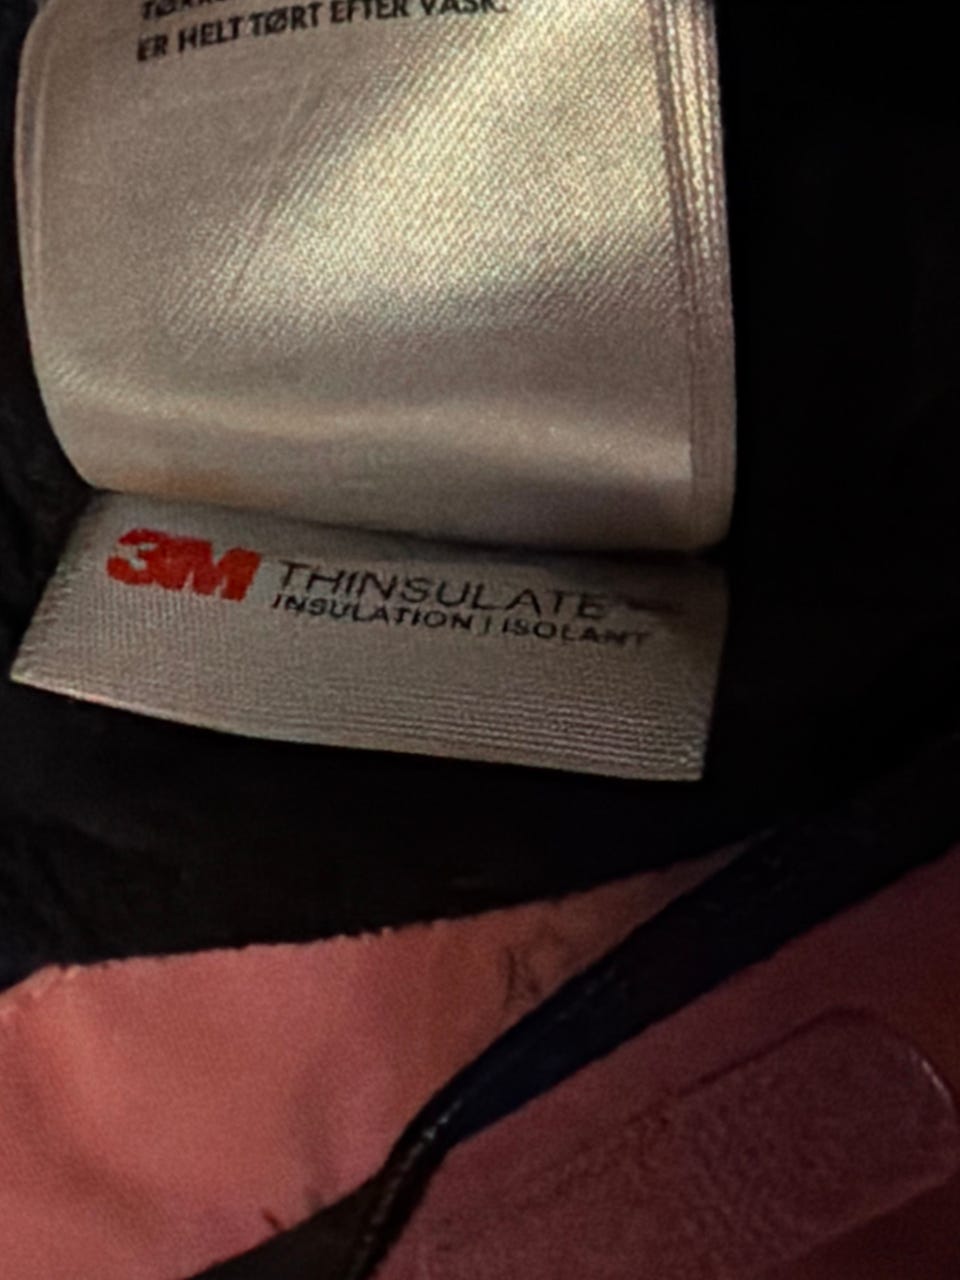 ER HELT TØRT EFTER VASK.
3M THINSULATE
INSULATION | ISOLANT